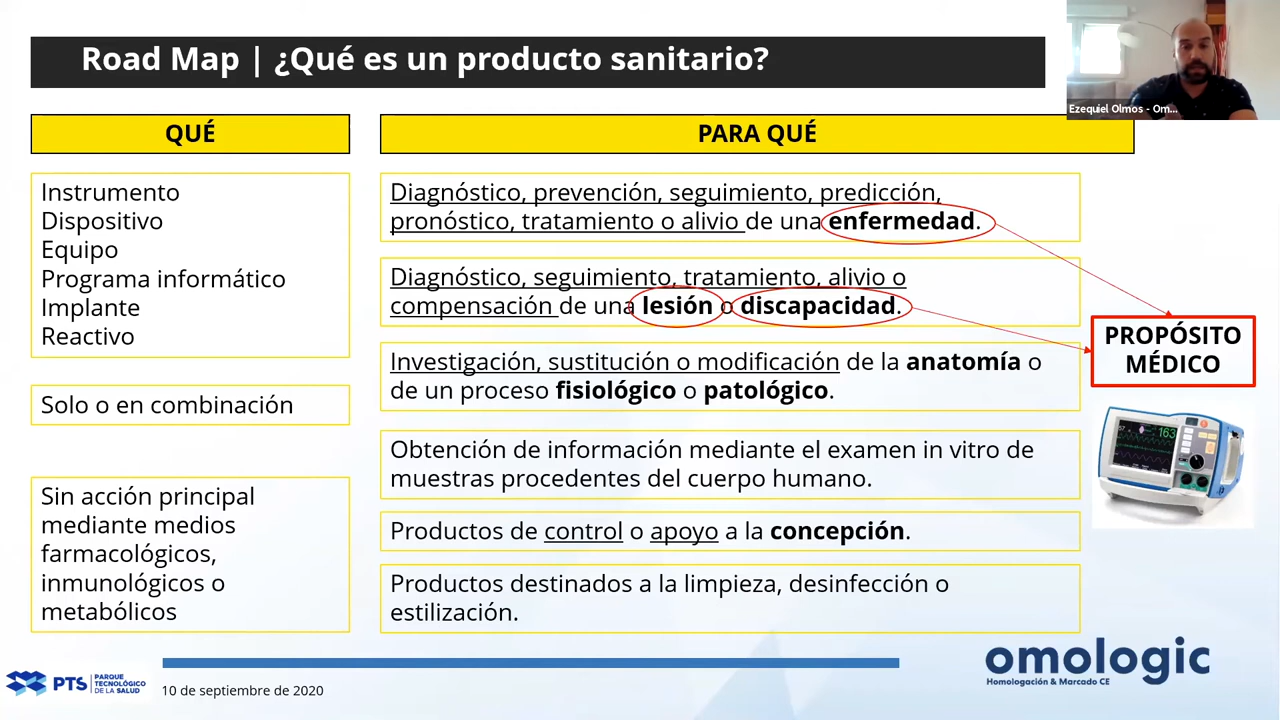 Road Map | ¿Qué es un producto sanitario?
Ezequiel Olmos - Om...
QUÉ
Instrumento
Dispositivo
Equipo
Programa informático
Implante
Reactivo
Solo o en combinación
Sin acción principal
mediante medios
farmacológicos,
inmunológicos o
metabólicos
PARA QUÉ
Diagnóstico, prevención, seguimiento, predicción,
pronóstico, tratamiento o alivio de una enfermedad.
Diagnóstico, seguimiento, tratamiento, alivio o
compensación de una lesión o discapacidad.
Investigación, sustitución o modificación de la anatomía o
de un proceso fisiológico o patológico.
Obtención de información mediante el examen in vitro de
muestras procedentes del cuerpo humano.
Productos de control o apoyo a la concepción.
Productos destinados a la limpieza, desinfección o
estilización.
PROPÓSITO
MÉDICO
163
PTS PARQUE
TECNOLÓGICO
DE LA SALUD
10 de septiembre de 2020
omologic
Homologación & Marcado CE